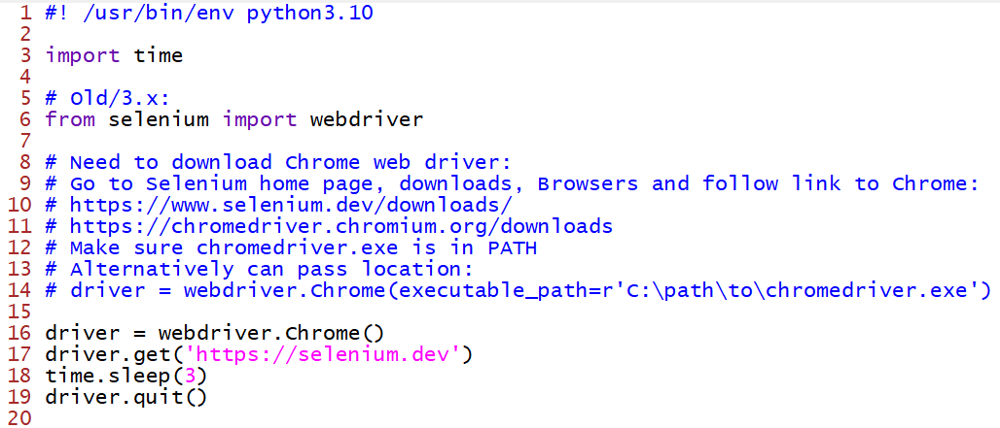 1 #! /usr/bin/env python3.10
2
3 import time
4
5 # Old/3.x:
6 from selenium import webdriver
7
8 # Need to download Chrome web driver:
9 # Go to Selenium home page, downloads, Browsers and follow link to Chrome:
10 # https://www.selenium.dev/downloads/
11 # https://chromedriver.chromium.org/downloads
12 # Make sure chromedriver.exe is in PATH
13 # Alternatively can pass location:
14 # driver = webdriver.Chrome(executable_path=r'C:\path\to\chromedriver.exe')
15
16 driver = webdriver.Chrome()
17 driver.get('https://selenium.dev')
18 time.sleep(3)
19 driver.quit()
20